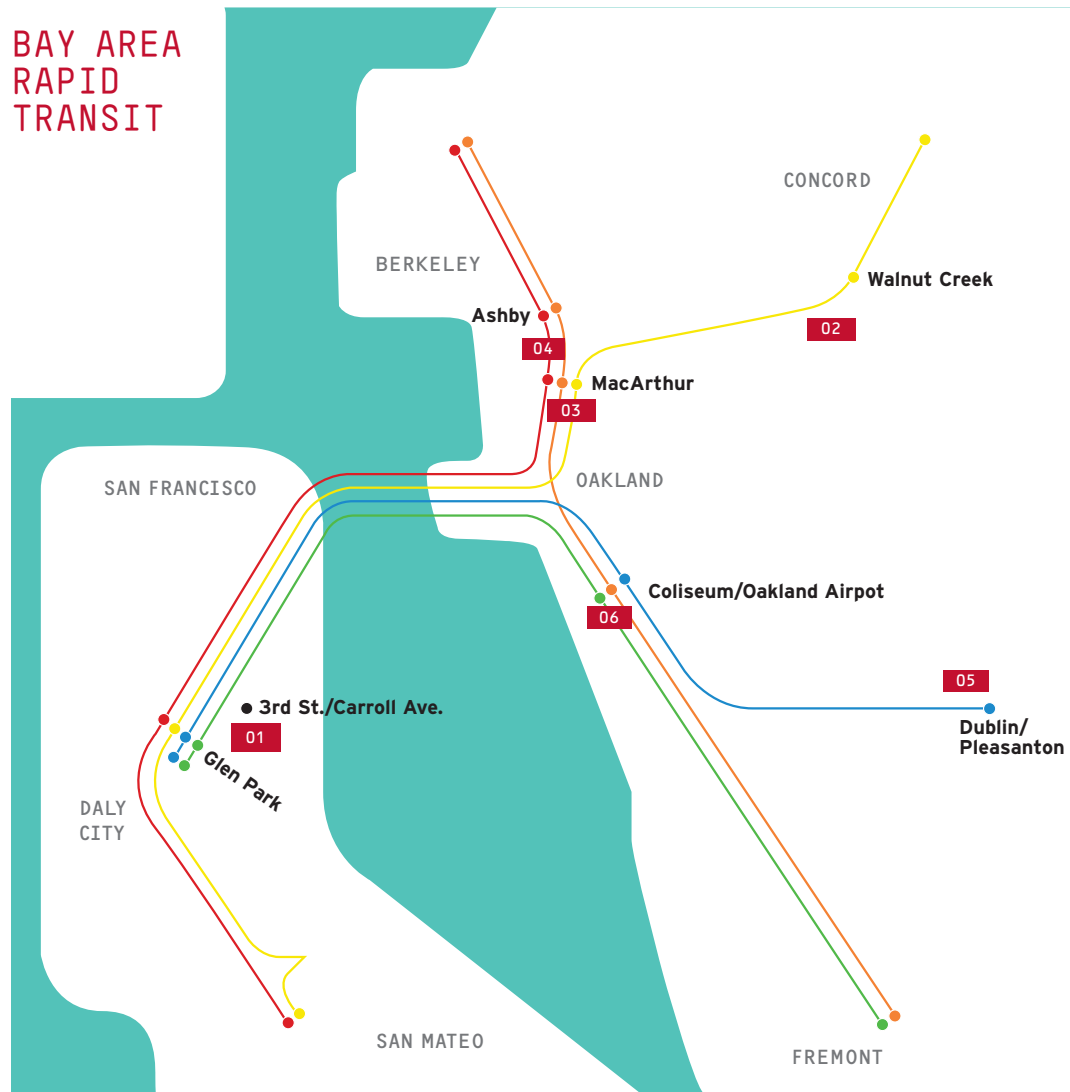 BAY AREA
RAPID
TRANSIT
CONCORD
BERKELEY
Walnut Creek
Ashby
02
04
MacArthur
03
OAKLAND
SAN FRANCISCO
Coliseum/Oakland Airpot
06
05
3rd St./Carroll Ave.
01
Dublin/
Pleasanton
Glen Park
DALY
CITY
SAN MATEO
FREMONT